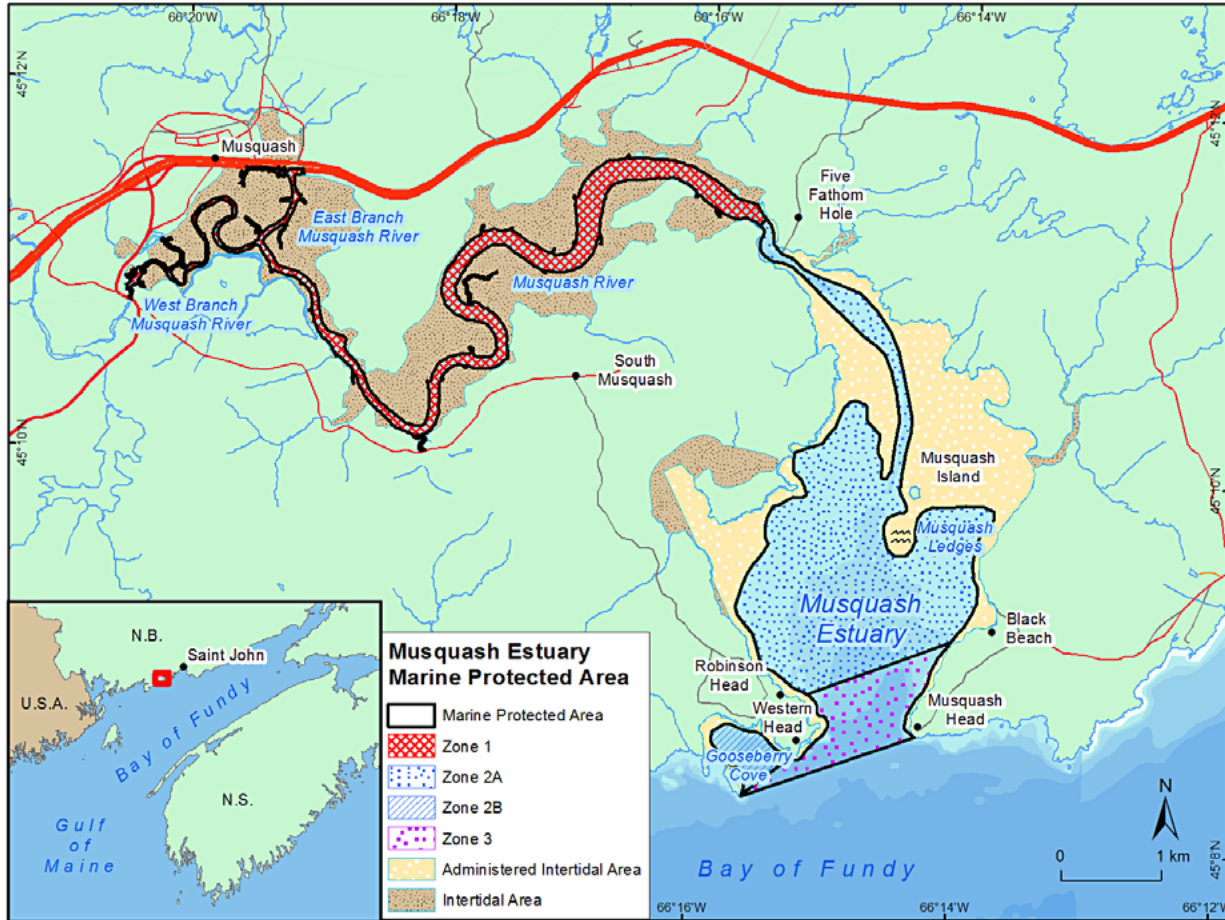 66°20'W
66°18'W
66°16'W
66°14'W
45°12'N
45°12'N
Musquash
East Branch
Musquash River
Five
Fathom
Hole
Musquash River
West Branch
Musquash River
South
Musquash
45°10'N
45°10'N
Musquash
Island
Musquash
Ledges
Musquash
Estuary
Black
Beach
Robinson
Head
Western
Head
Musquash
Head
Gooseberry
Cove
N.B.
Saint John
U.S.A.
Bay of Fundy
N.S.
Gulf
of
Maine
Musquash Estuary
Marine Protected Area
Marine Protected Area
Zone 1
Zone 2A
Zone 2B
Zone 3
Administered Intertidal Area
Intertidal Area
N
0 1 km
Bay of Fundy
45°8'N
66°16'W
66°14'W
66°12'W